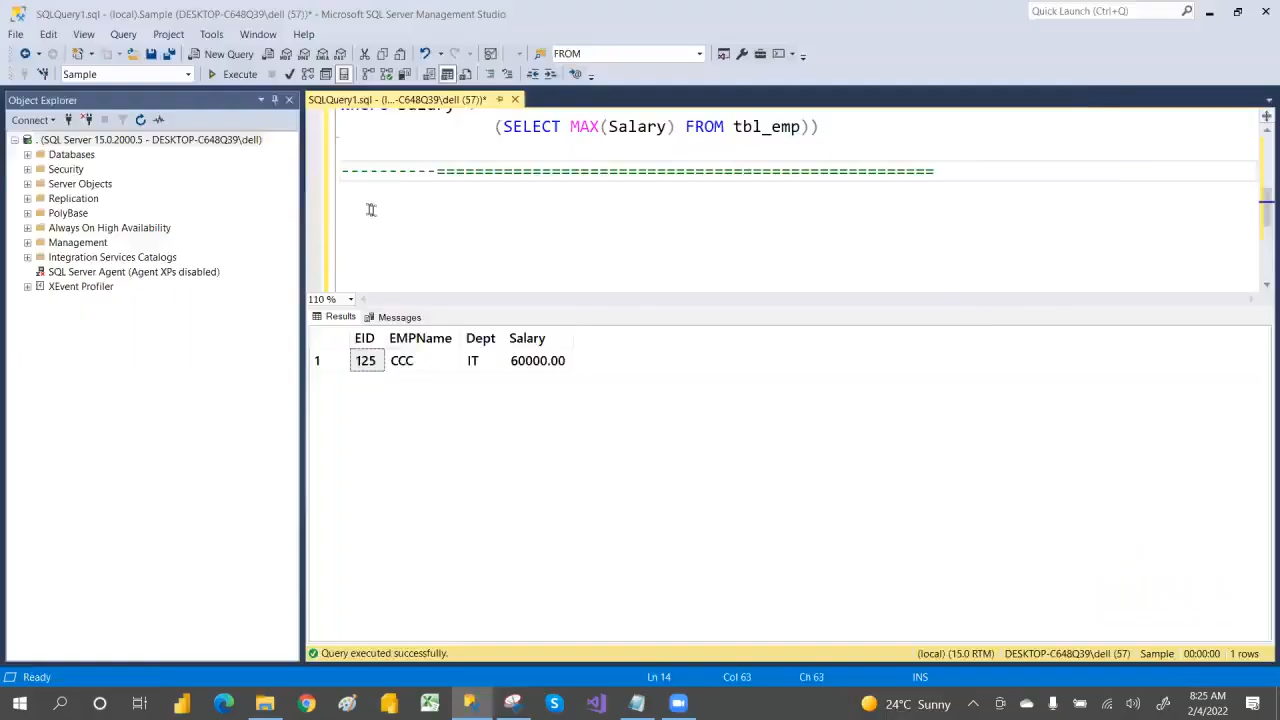 SQLQuery1.sql - (local).Sample (DESKTOP-C648Q39\dell (57))* - Microsoft SQL Server Management Studio
Quick Launch (Ctrl+Q)
File Edit View Query Project Tools Window Help
New Query
FROM
Sample
Execute
Object Explorer
SQLQuery1.sql - (l...-C648Q39\dell (57))*
Connect
. (SQL Server 15.0.2000.5 - DESKTOP-C648Q39\dell)
Databases
Security
Server Objects
Replication
PolyBase
Always On High Availability
Management
Integration Services Catalogs
SQL Server Agent (Agent XPs disabled)
XEvent Profiler
(SELECT MAX(Salary) FROM tbl_emp))
----------====================================================
110 %
Results Messages
EID EMPName Dept Salary
1 125 CCC IT 60000.00
Query executed successfully.
(local) (15.0 RTM) DESKTOP-C648Q39\dell (57) Sample 00:00:00 1 rows
Ready
Ln 14 Col 63 Ch 63 INS
24°C Sunny
8:25 AM
2/4/2022